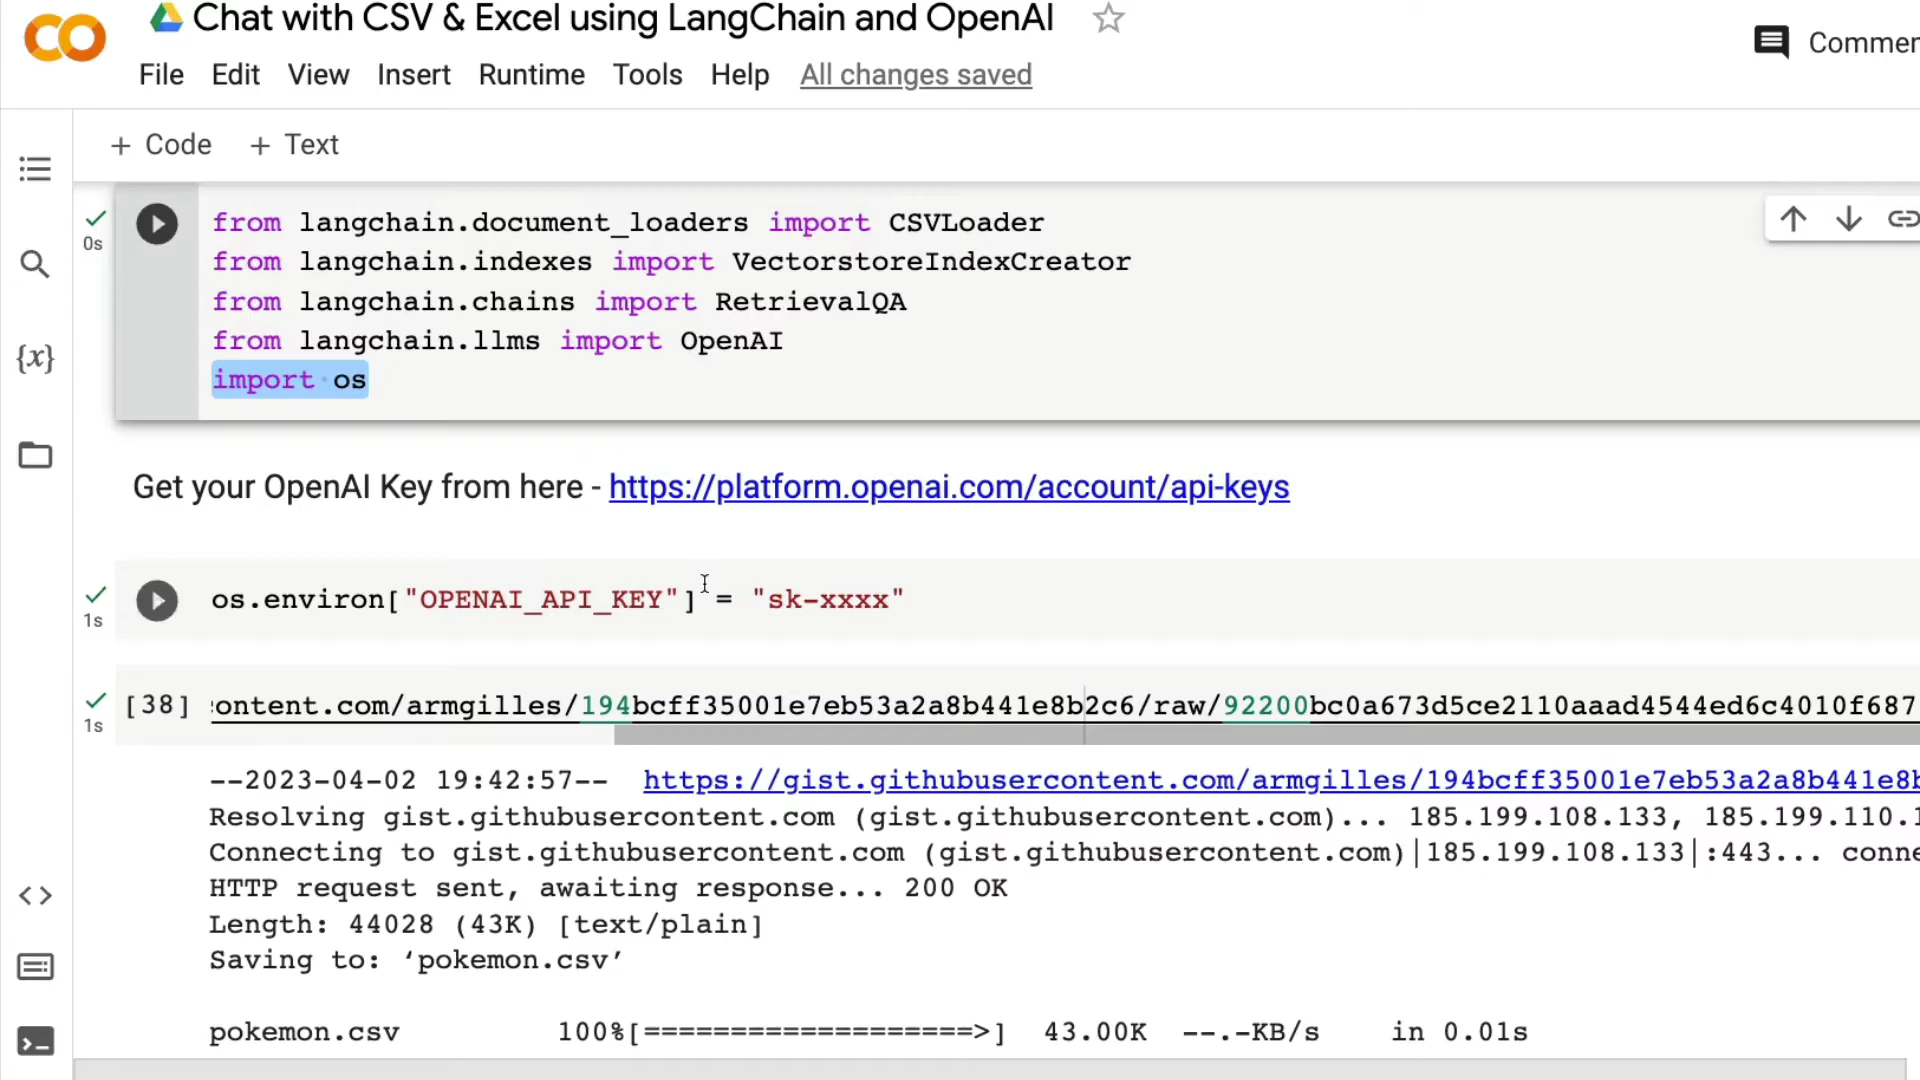 Chat with CSV & Excel using LangChain and OpenAI
Commen
File Edit View Insert Runtime Tools Help All changes saved
+ Code + Text
from langchain.document_loaders import CSVLoader
0s
from langchain.indexes import VectorstoreIndexCreator
from langchain.chains import RetrievalQA
from langchain.llms import OpenAI
import os
{x}
Get your OpenAI Key from here - https://platform.openai.com/account/api-keys
os.environ["OPENAI_API_KEY"] = "sk-xxxx"
1s
[38] ontent.com/armgilles/194bcff35001e7eb53a2a8b441e8b2c6/raw/92200bc0a673d5ce2110aaad4544ed6c4010f687
1s
--2023-04-02 19:42:57-- https://gist.githubusercontent.com/armgilles/194bcff35001e7eb53a2a8b441e8b
Resolving gist.githubusercontent.com (gist.githubusercontent.com)... 185.199.108.133, 185.199.110.1
Connecting to gist.githubusercontent.com (gist.githubusercontent.com)|185.199.108.133|:443... conne
HTTP request sent, awaiting response... 200 OK
Length: 44028 (43K) [text/plain]
Saving to: ‘pokemon.csv’
pokemon.csv 100%[===================>] 43.00K --.-KB/s in 0.01s